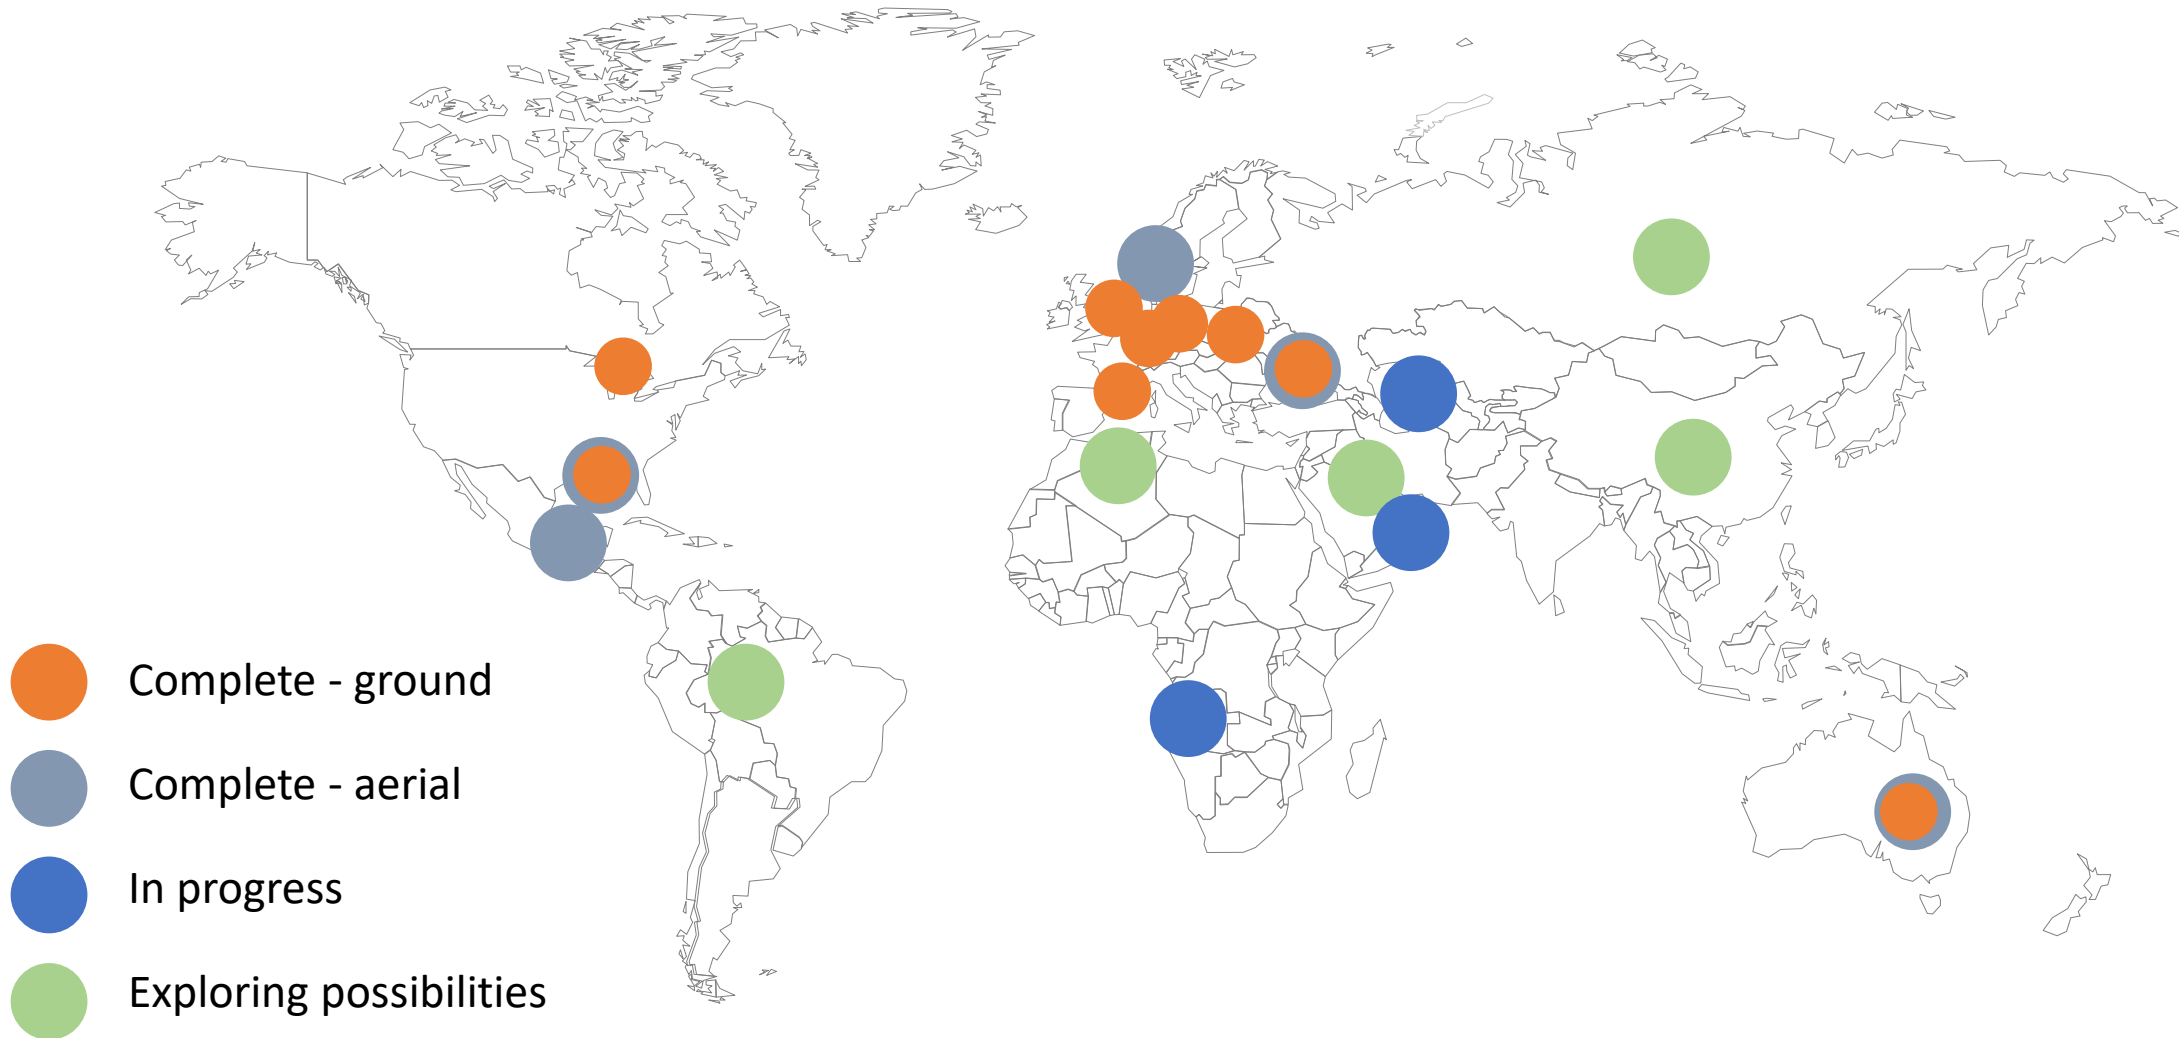 Complete - ground
Complete - aerial
In progress
Exploring possibilities